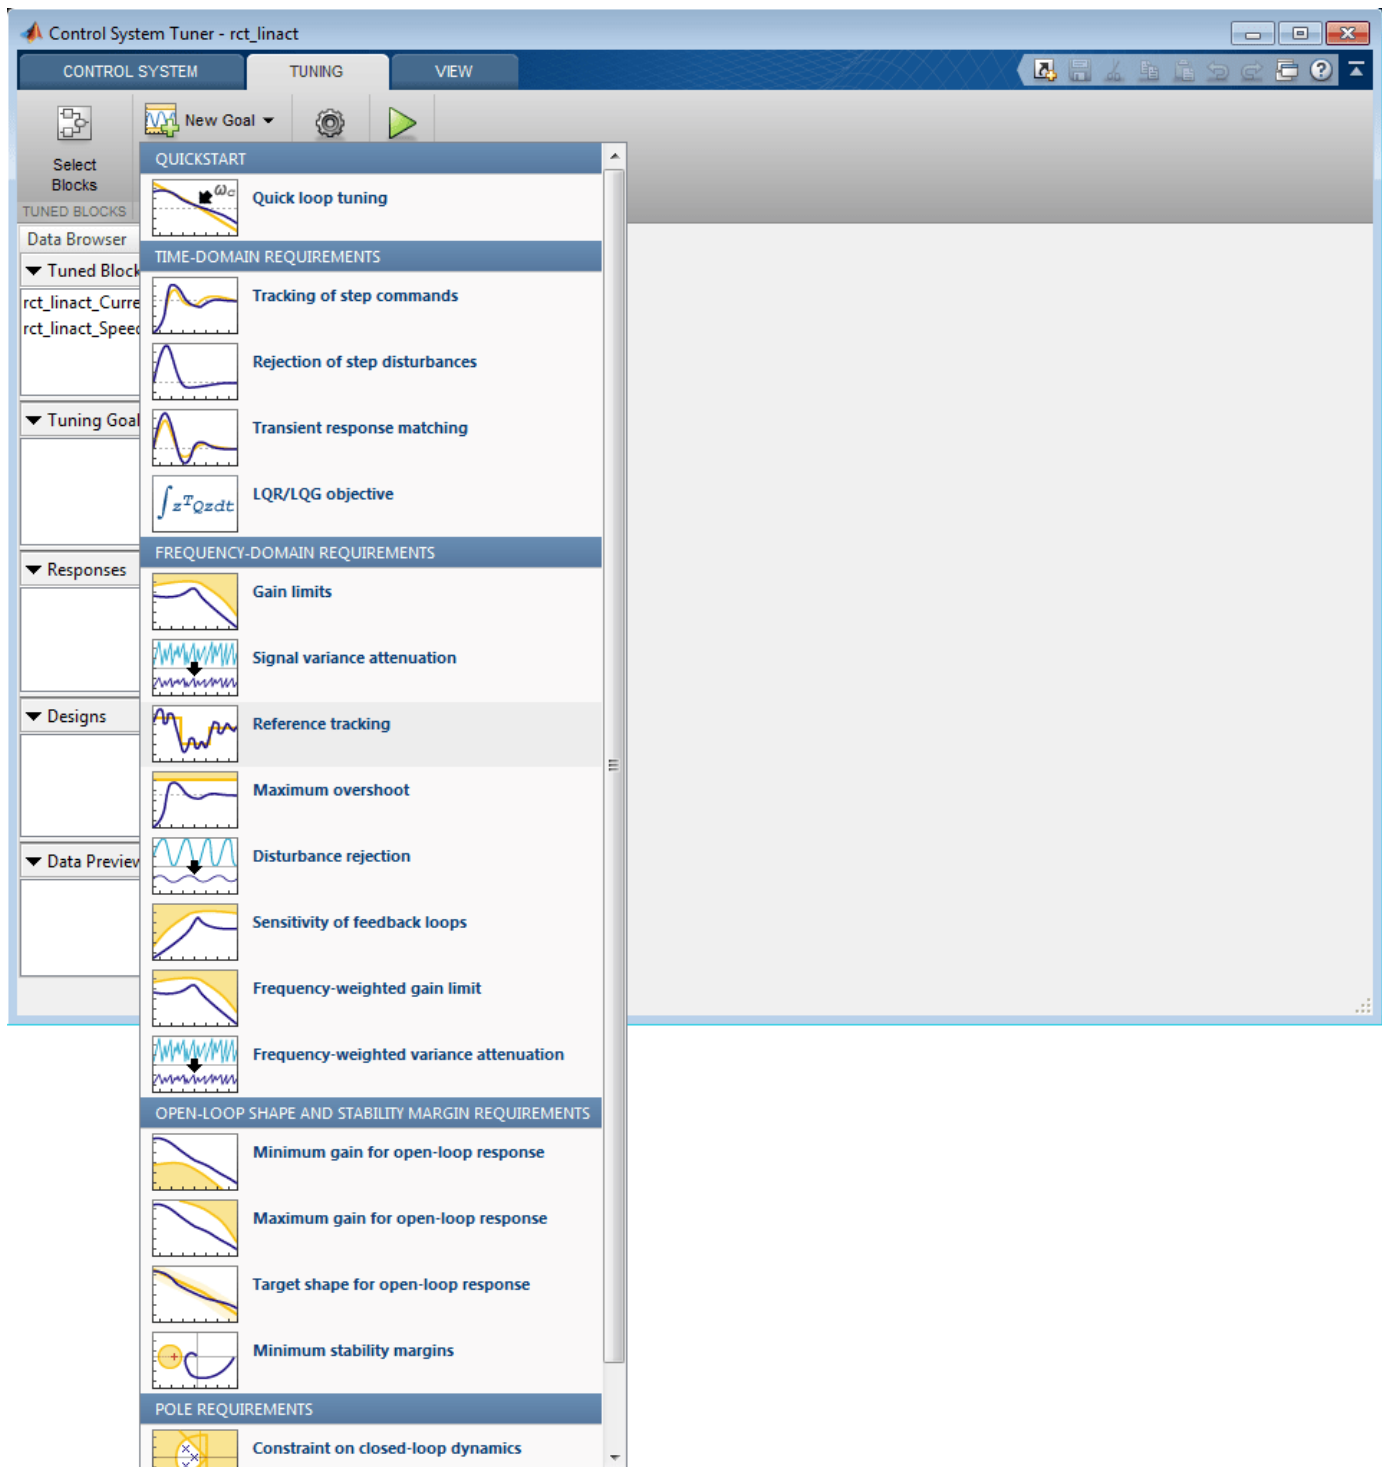 Control System Tuner - rct_linact
CONTROL SYSTEM
TUNING
VIEW
New Goal
Select
Blocks
TUNED BLOCKS
Data Browser
Tuned Block
rct_linact_Curre
rct_linact_Speed
Tuning Goal
Responses
Designs
Data Preview
QUICKSTART
ωc
Quick loop tuning
TIME-DOMAIN REQUIREMENTS
Tracking of step commands
Rejection of step disturbances
Transient response matching
∫zᵀQzdt
LQR/LQG objective
FREQUENCY-DOMAIN REQUIREMENTS
Gain limits
Signal variance attenuation
Reference tracking
Maximum overshoot
Disturbance rejection
Sensitivity of feedback loops
Frequency-weighted gain limit
Frequency-weighted variance attenuation
OPEN-LOOP SHAPE AND STABILITY MARGIN REQUIREMENTS
Minimum gain for open-loop response
Maximum gain for open-loop response
Target shape for open-loop response
Minimum stability margins
POLE REQUIREMENTS
Constraint on closed-loop dynamics